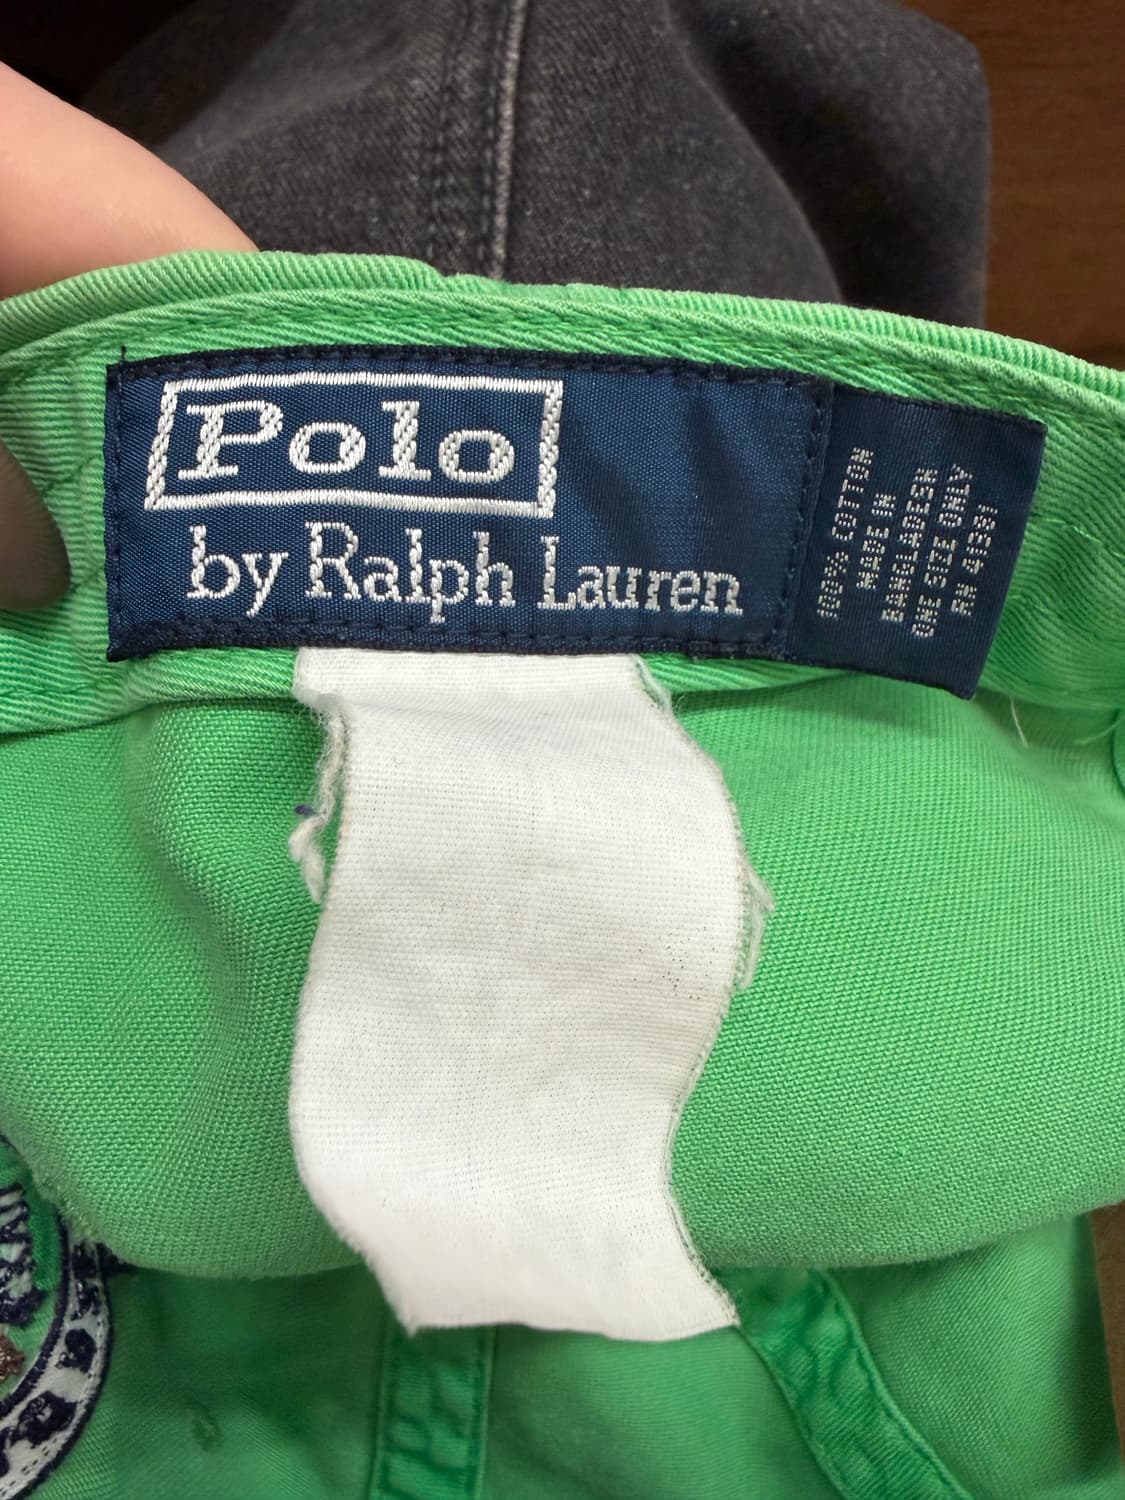 Polo
by Ralph Lauren
100% COTTON
MADE IN
BANGLADESH
ONE SIZE ONLY
RN 41381